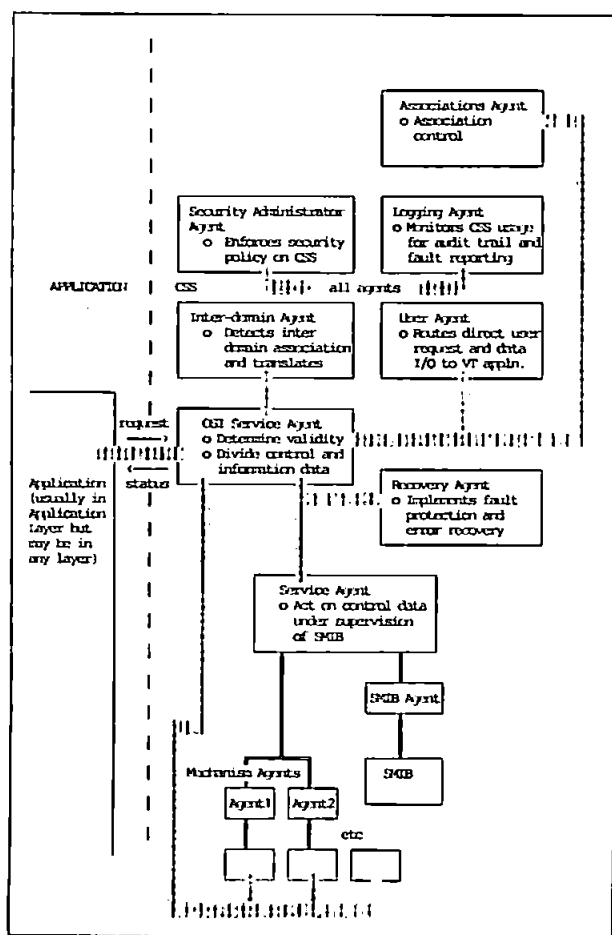 Associations Agent
o Association
control
Security Administrator
Agent
o Enforces security
policy on CSS
Logging Agent
o Monitors CSS usage
for audit trail and
fault reporting
APPLICATION
CSS
all agents
Inter-domain Agent
o Detects inter
domain association
and translates
User Agent
o Routes direct user
request and data
I/O to VT appln.
request
status
OSI Service Agent
o Determine validity
o Divide control and
information data
Application
(usually in
Application
Layer but
may be in
any layer)
Recovery Agent
o Implements fault
protection and
error recovery
Service Agent
o Act on control data
under supervision
of SMIB
SMIB Agent
SMIB
Mechanism Agents
Agent1
Agent2
etc